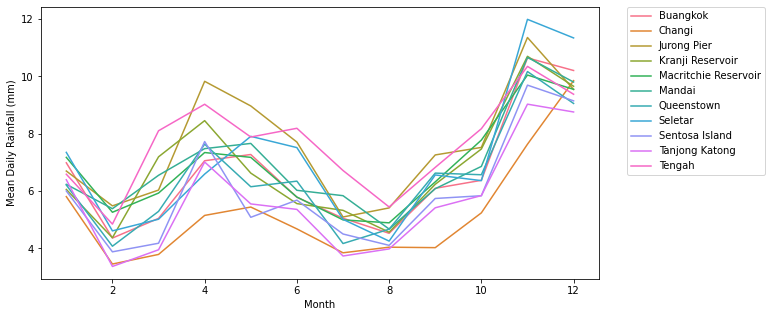 Mean Daily Rainfall (mm)
12
10
8
6
4
2
4
6
8
10
12
Month
Buangkok
Changi
Jurong Pier
Kranji Reservoir
Macritchie Reservoir
Mandai
Queenstown
Seletar
Sentosa Island
Tanjong Katong
Tengah